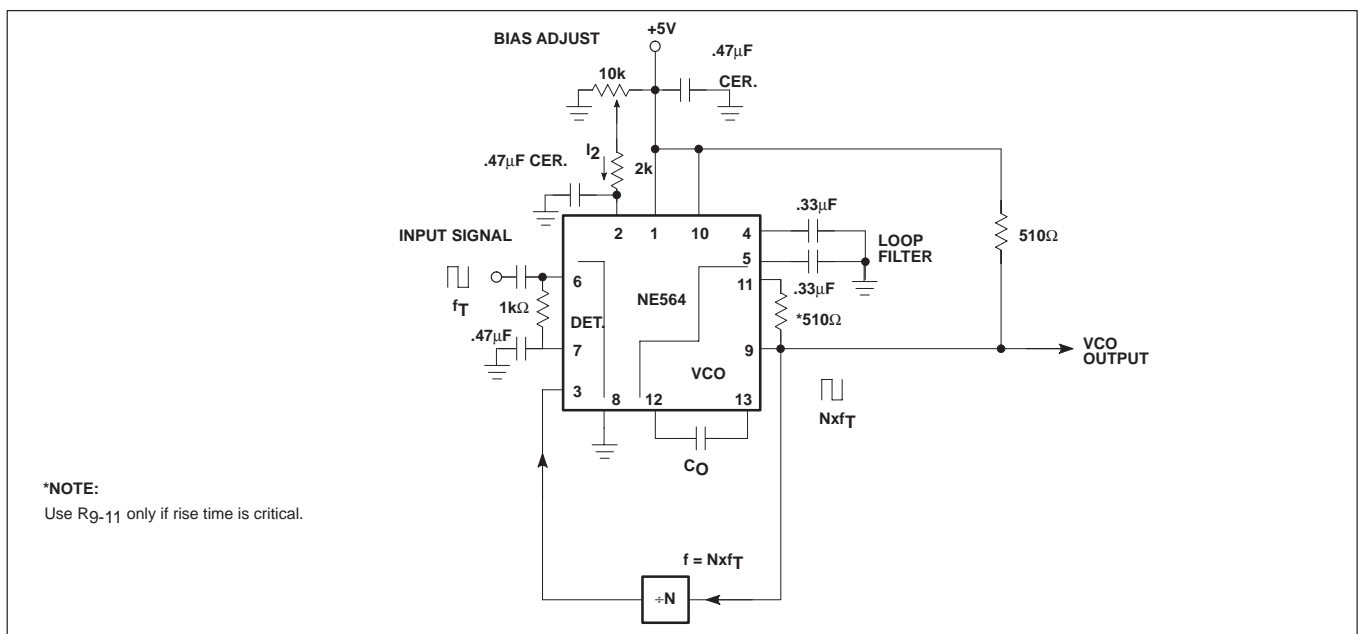 +5V
BIAS ADJUST
.47μF
CER.
10k
.47μF CER.
I2
2k
INPUT SIGNAL
2
1
10
4
.33μF
LOOP
FILTER
510Ω
5
6
fT
1kΩ
NE564
11
.33μF
*510Ω
DET.
.47μF
7
9
VCO
OUTPUT
VCO
3
8
12
13
NxfT
CO
*NOTE:
Use R9-11 only if rise time is critical.
f = NxfT
÷N